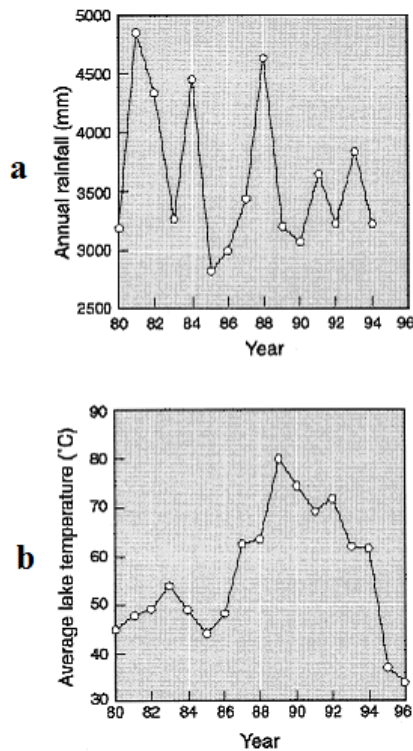 a
Annual rainfall (mm)
5000
4500
4000
3500
3000
2500
80 82 84 86 88 90 92 94 96
Year
b
Average lake temperature (°C)
90
80
70
60
50
40
30
80 82 84 86 88 90 92 94 96
Year